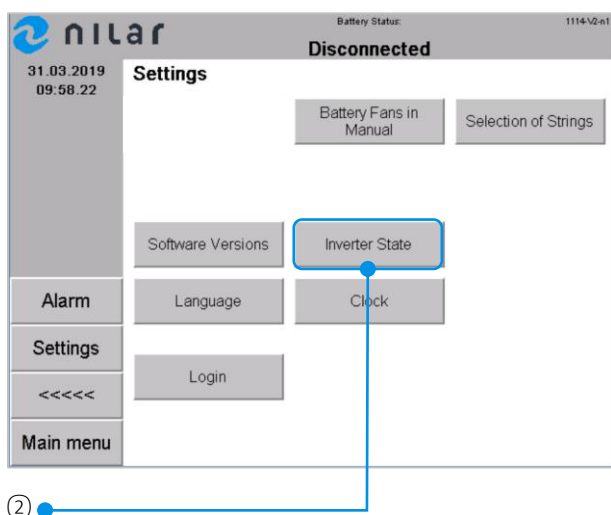 nilar
Battery Status:
1114-V2-n1
Disconnected
31.03.2019
09:58.22
Settings
Battery Fans in
Manual
Selection of Strings
Software Versions
Inverter State
Alarm
Language
Clock
Settings
Login
<<<<<
Main menu
②